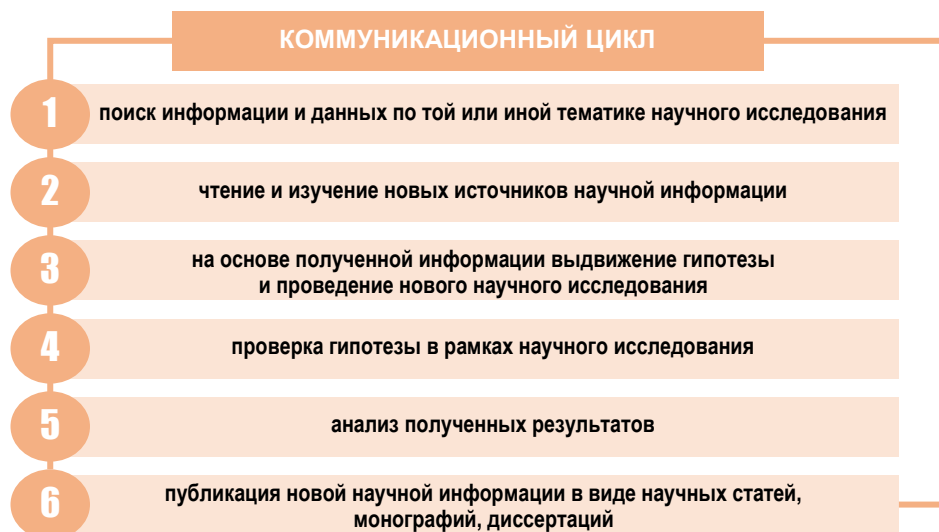 КОММУНИКАЦИОННЫЙ ЦИКЛ
1
поиск информации и данных по той или иной тематике научного исследования
2
чтение и изучение новых источников научной информации
3
на основе полученной информации выдвижение гипотезы
и проведение нового научного исследования
4
проверка гипотезы в рамках научного исследования
5
анализ полученных результатов
6
публикация новой научной информации в виде научных статей,
монографий, диссертаций